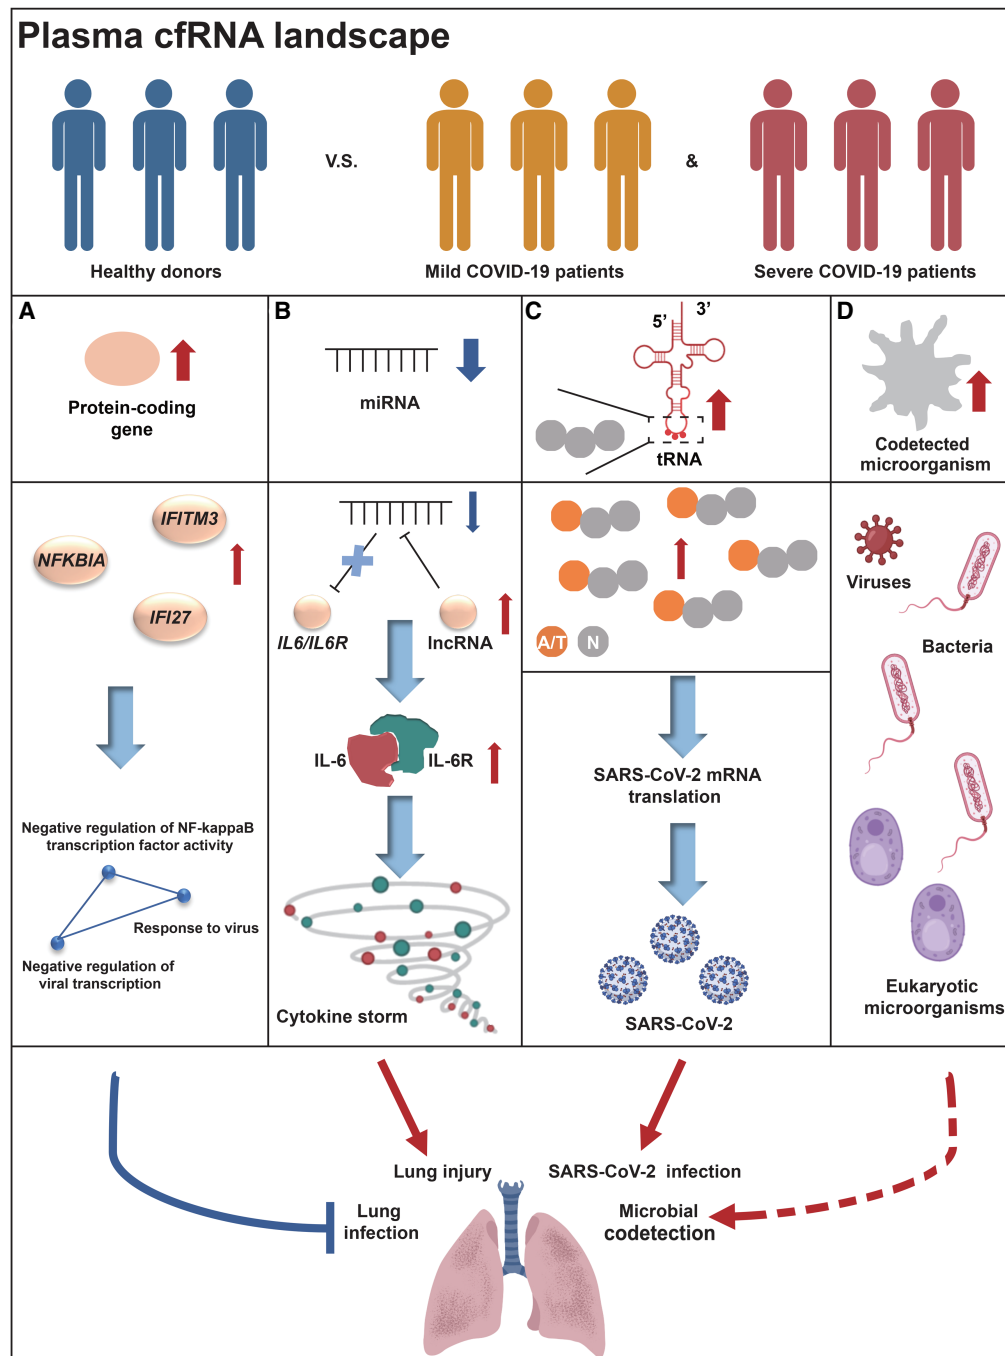 Plasma cfRNA landscape
V.S.
&
Healthy donors
Mild COVID-19 patients
Severe COVID-19 patients
A
Protein-coding
gene
B
miRNA
C
5’
3’
tRNA
D
Codetected
microorganism
IFITM3
NFKBIA
IFI27
Negative regulation of NF-kappaB
transcription factor activity
Response to virus
Negative regulation of
viral transcription
IL6/IL6R
lncRNA
IL-6
IL-6R
Cytokine storm
A/T
N
SARS-CoV-2 mRNA
translation
SARS-CoV-2
Viruses
Bacteria
Eukaryotic
microorganisms
Lung injury
SARS-CoV-2 infection
Lung
infection
Microbial
codetection